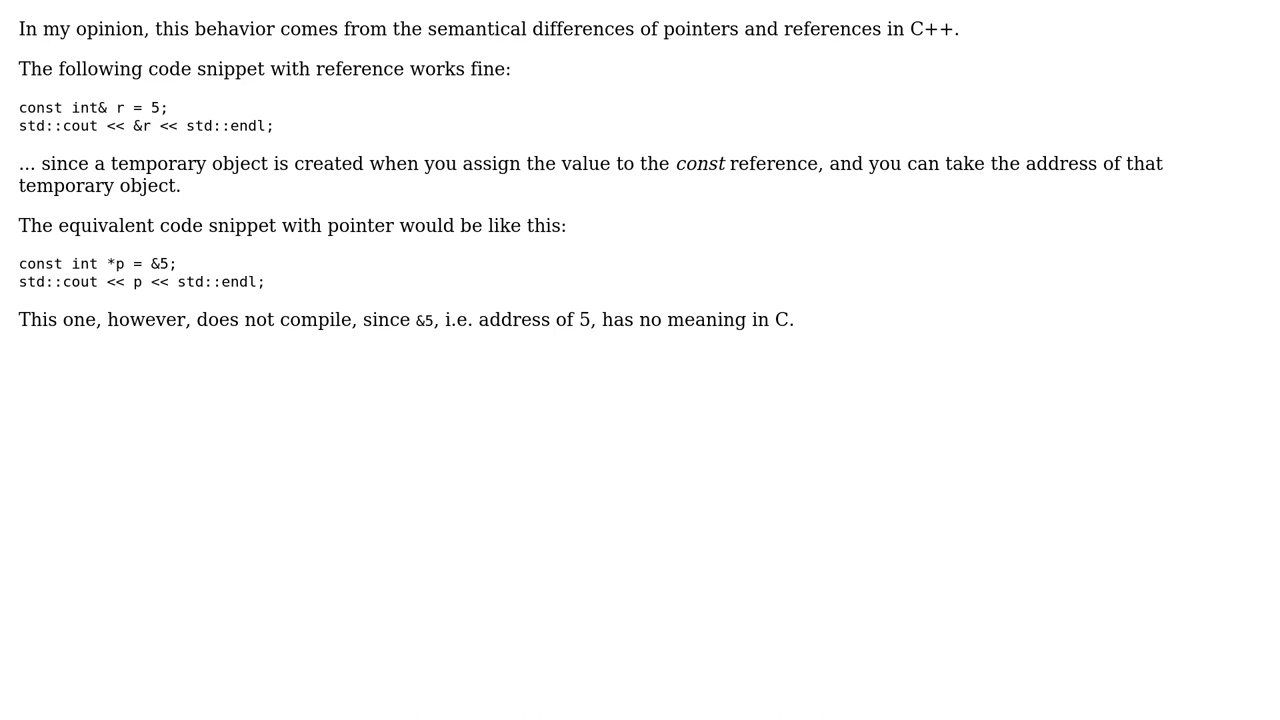 In my opinion, this behavior comes from the semantical differences of pointers and references in C++.
The following code snippet with reference works fine:
const int& r = 5;
std::cout << &r << std::endl;
... since a temporary object is created when you assign the value to the const reference, and you can take the address of that
temporary object.
The equivalent code snippet with pointer would be like this:
const int *p = &5;
std::cout << p << std::endl;
This one, however, does not compile, since &5, i.e. address of 5, has no meaning in C.